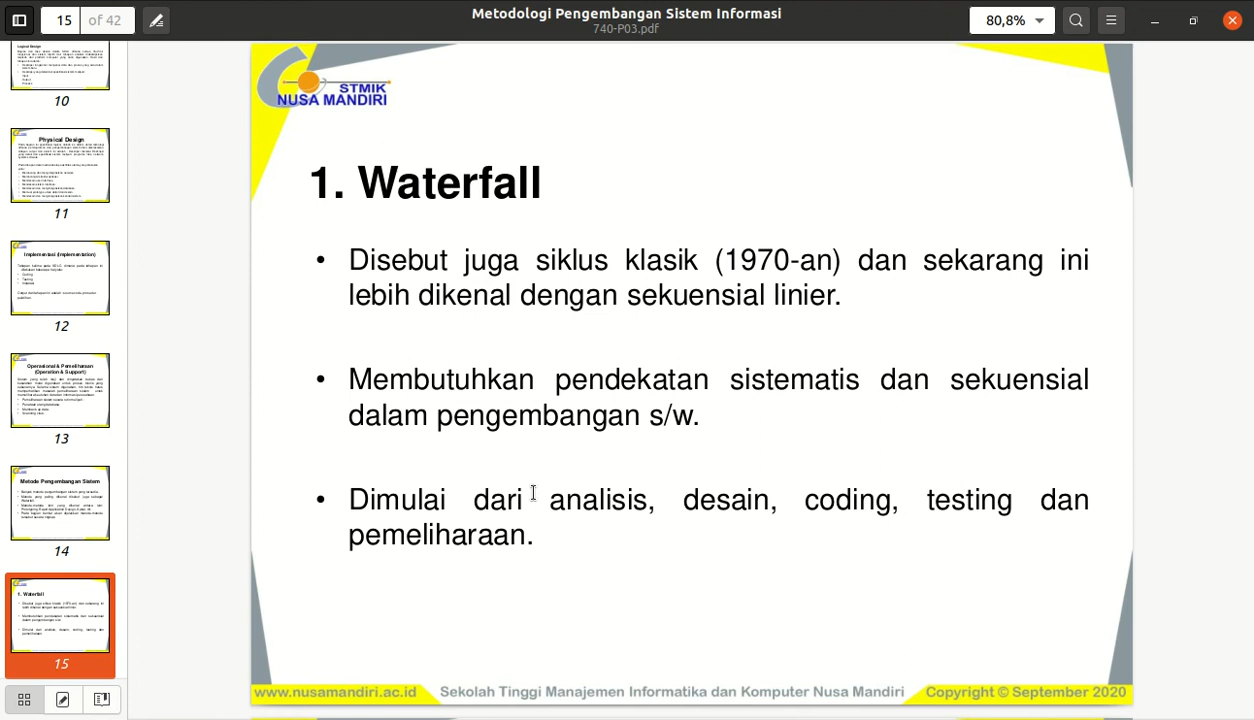 Metodologi Pengembangan Sistem Informasi
740-P03.pdf
15 of 42
80,8%
10
Physical Design
11
Implementasi (Implementation)
12
Operasional & Pemeliharaan
(Operation & Support)
13
Metode Pengembangan Sistem
14
1. Waterfall
15
STMIK
NUSA MANDIRI
1. Waterfall
• Disebut juga siklus klasik (1970-an) dan sekarang ini
lebih dikenal dengan sekuensial linier.
• Membutuhkan pendekatan sistematis dan sekuensial
dalam pengembangan s/w.
• Dimulai dari analisis, desain, coding, testing dan
pemeliharaan.
www.nusamandiri.ac.id Sekolah Tinggi Manajemen Informatika dan Komputer Nusa Mandiri Copyright © September 2020